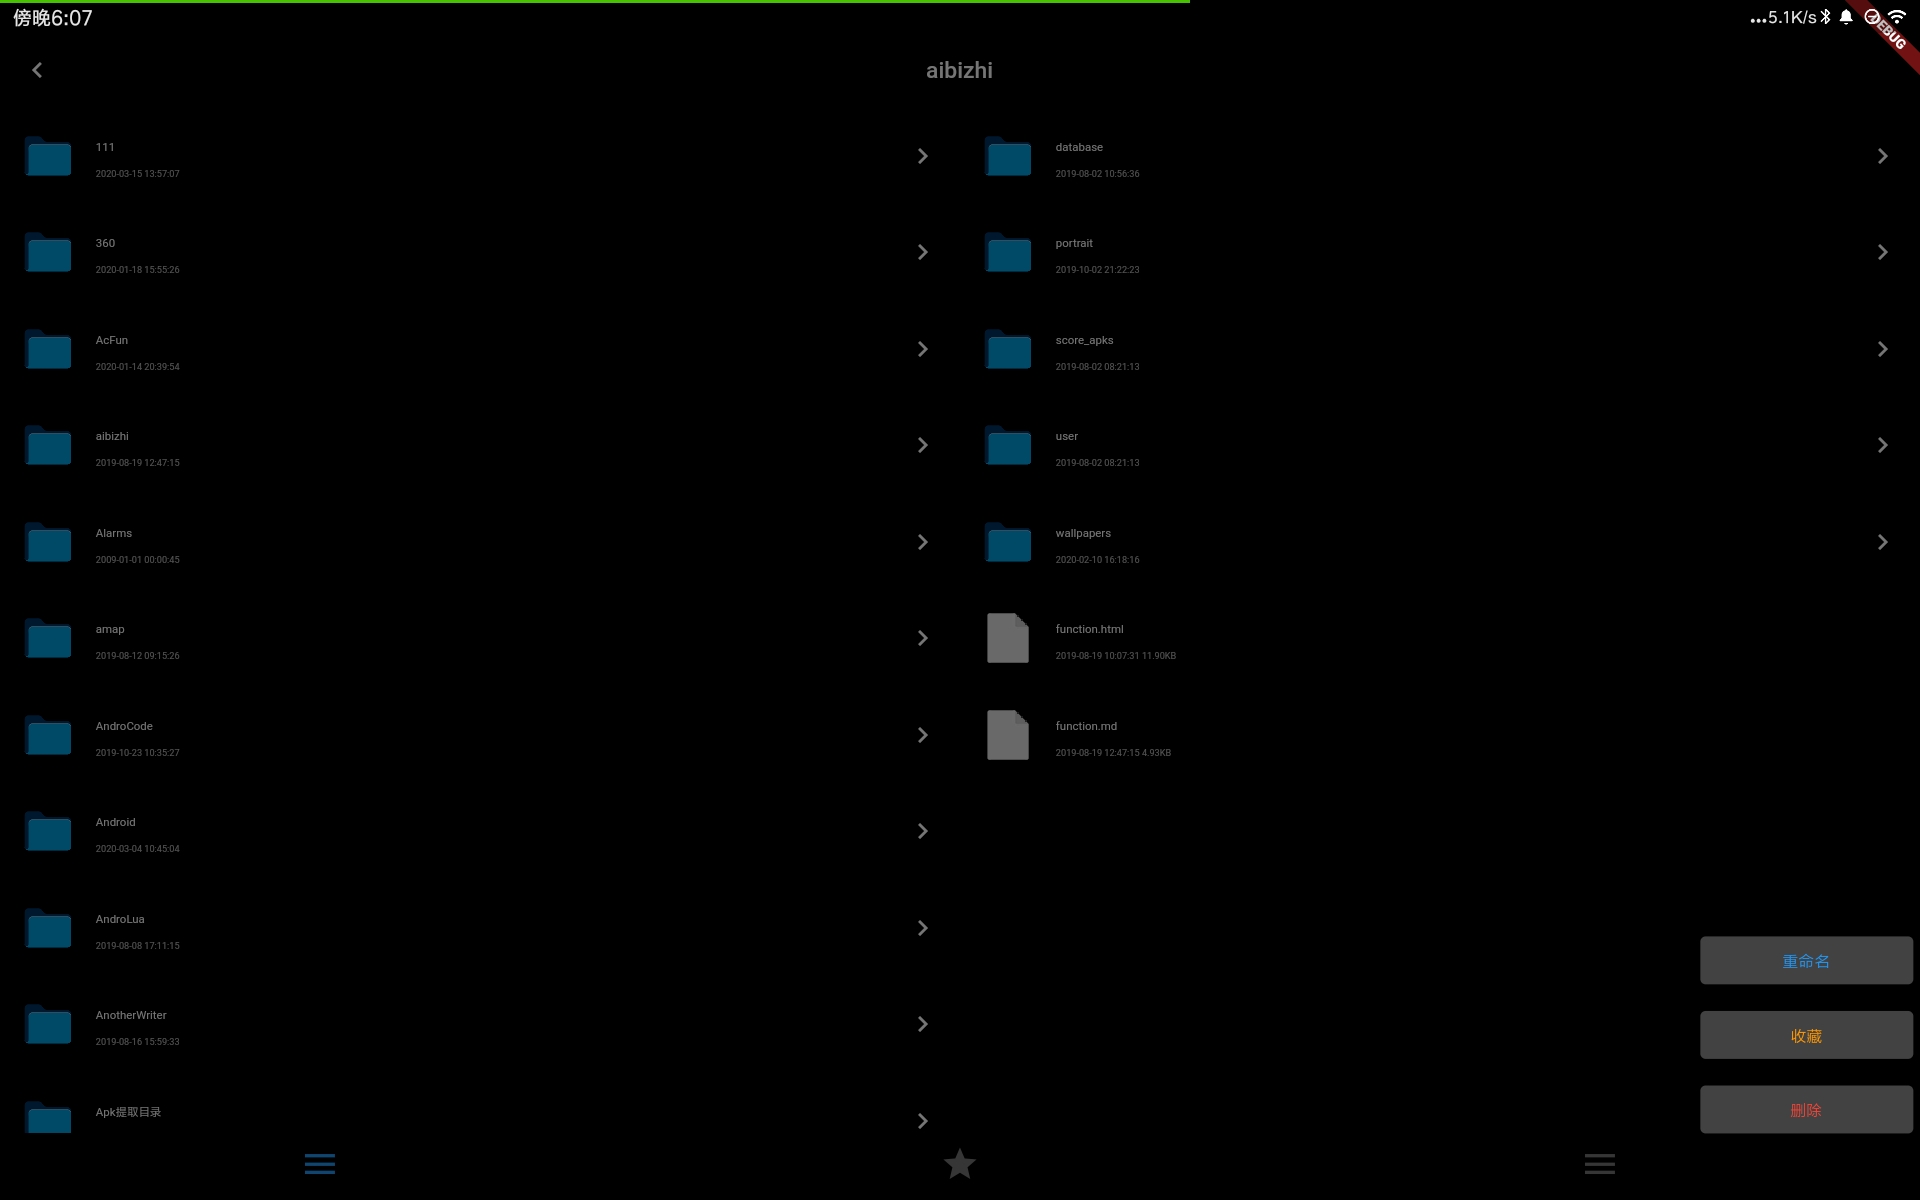 傍晚6:07
...5.1K/s
DEBUG
aibizhi
111
2020-03-15 13:57:07
360
2020-01-18 15:55:26
AcFun
2020-01-14 20:39:54
aibizhi
2019-08-19 12:47:15
Alarms
2009-01-01 00:00:45
amap
2019-08-12 09:15:26
AndroCode
2019-10-23 10:35:27
Android
2020-03-04 10:45:04
AndroLua
2019-08-08 17:11:15
AnotherWriter
2019-08-16 15:59:33
Apk提取目录
database
2019-08-02 10:56:36
portrait
2019-10-02 21:22:23
score_apks
2019-08-02 08:21:13
user
2019-08-02 08:21:13
wallpapers
2020-02-10 16:18:16
function.html
2019-08-19 10:07:31 11.90KB
function.md
2019-08-19 12:47:15 4.93KB
重命名
收藏
删除